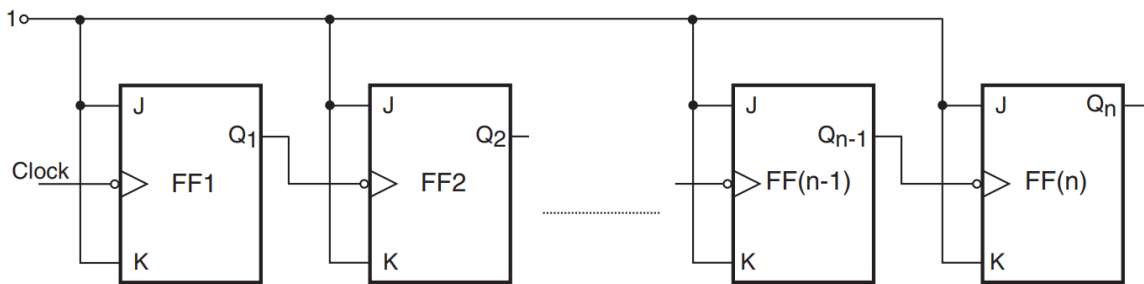 1
J J J J
Q1 Q2 Qn-1 Qn
Clock FF1 FF2 FF(n-1) FF(n)
K K K K